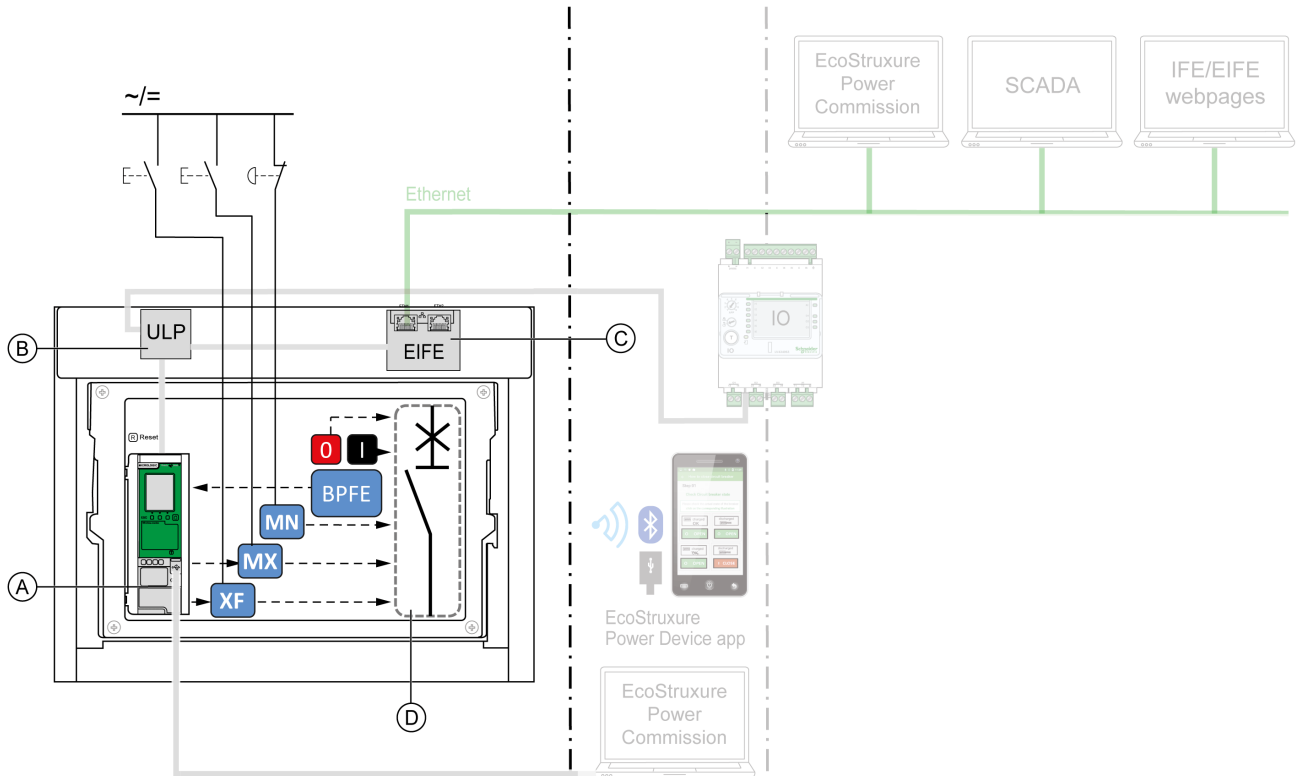 ~/=
EcoStruxure
Power
Commission
SCADA
IFE/EIFE
webpages
Ethernet
ULP
EIFE
IO
IO
B
C
R Reset
0
I
BPFE
MN
MX
XF
A
D
EcoStruxure
Power Device app
EcoStruxure
Power
Commission